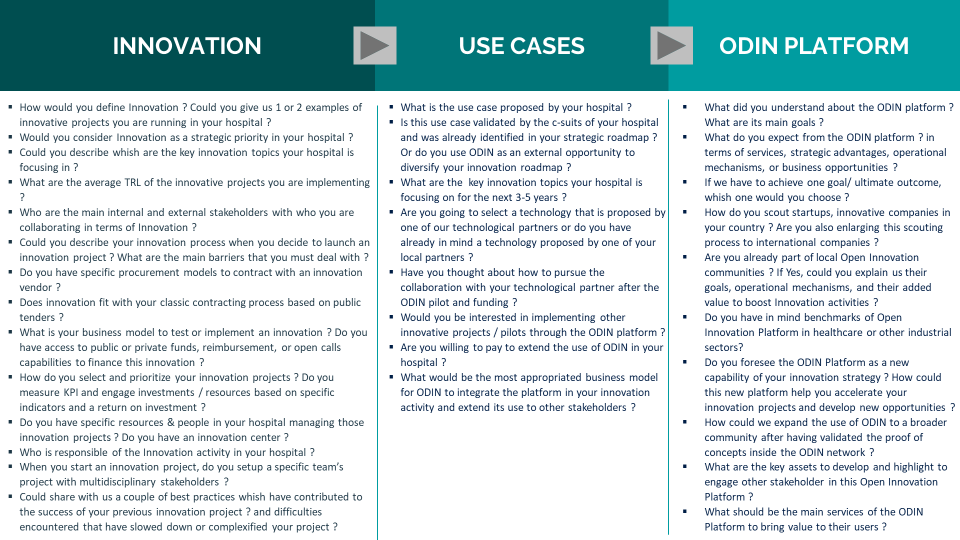 INNOVATION
▪ How would you define Innovation ? Could you give us 1 or 2 examples of
innovative projects you are running in your hospital ?
▪ Would you consider Innovation as a strategic priority in your hospital ?
▪ Could you describe whish are the key innovation topics your hospital is
focusing in ?
▪ What are the average TRL of the innovative projects you are implementing
?
▪ Who are the main internal and external stakeholders with who you are
collaborating in terms of Innovation ?
▪ Could you describe your innovation process when you decide to launch an
innovation project ? What are the main barriers that you must deal with ?
▪ Do you have specific procurement models to contract with an innovation
vendor ?
▪ Does innovation fit with your classic contracting process based on public
tenders ?
▪ What is your business model to test or implement an innovation ? Do you
have access to public or private funds, reimbursement, or open calls
capabilities to finance this innovation ?
▪ How do you select and prioritize your innovation projects ? Do you
measure KPI and engage investments / resources based on specific
indicators and a return on investment ?
▪ Do you have specific resources & people in your hospital managing those
innovation projects ? Do you have an innovation center ?
▪ Who is responsible of the Innovation activity in your hospital ?
▪ When you start an innovation project, do you setup a specific team's
project with multidisciplinary stakeholders ?
▪ Could share with us a couple of best practices which have contributed to
the success of your previous innovation project ? and difficulties
encountered that have slowed down or complexified your project ?
USE CASES
▪ What is the use case proposed by your hospital ?
▪ Is this use case validated by the c-suits of your hospital
and was already identified in your strategic roadmap ?
Or do you use ODIN as an external opportunity to
diversify your innovation roadmap ?
▪ What are the key innovation topics your hospital is
focusing on for the next 3-5 years ?
▪ Are you going to select a technology that is proposed by
one of our technological partners or do you have
already in mind a technology proposed by one of your
local partners ?
▪ Have you thought about how to pursue the
collaboration with your technological partner after the
ODIN pilot and funding ?
▪ Would you be interested in implementing other
innovative projects / pilots through the ODIN platform ?
▪ Are you willing to pay to extend the use of ODIN in your
hospital ?
▪ What would be the most appropriated business model
for ODIN to integrate the platform in your innovation
activity and extend its use to other stakeholders ?
ODIN PLATFORM
▪ What did you understand about the ODIN platform ?
What are its main goals ?
▪ What do you expect from the ODIN platform ? in
terms of services, strategic advantages, operational
mechanisms, or business opportunities ?
▪ If we have to achieve one goal/ ultimate outcome,
whish one would you choose ?
▪ How do you scout startups, innovative companies in
your country ? Are you also enlarging this scouting
process to international companies ?
▪ Are you already part of local Open Innovation
communities ? If Yes, could you explain us their
goals, operational mechanisms, and their added
value to boost Innovation activities ?
▪ Do you have in mind benchmarks of Open
Innovation Platform in healthcare or other industrial
sectors?
▪ Do you foresee the ODIN Platform as a new
capability of your innovation strategy ? How could
this new platform help you accelerate your
innovation projects and develop new opportunities ?
▪ How could we expand the use of ODIN to a broader
community after having validated the proof of
concepts inside the ODIN network ?
▪ What are the key assets to develop and highlight to
engage other stakeholder in this Open Innovation
Platform ?
▪ What should be the main services of the ODIN
Platform to bring value to their users ?